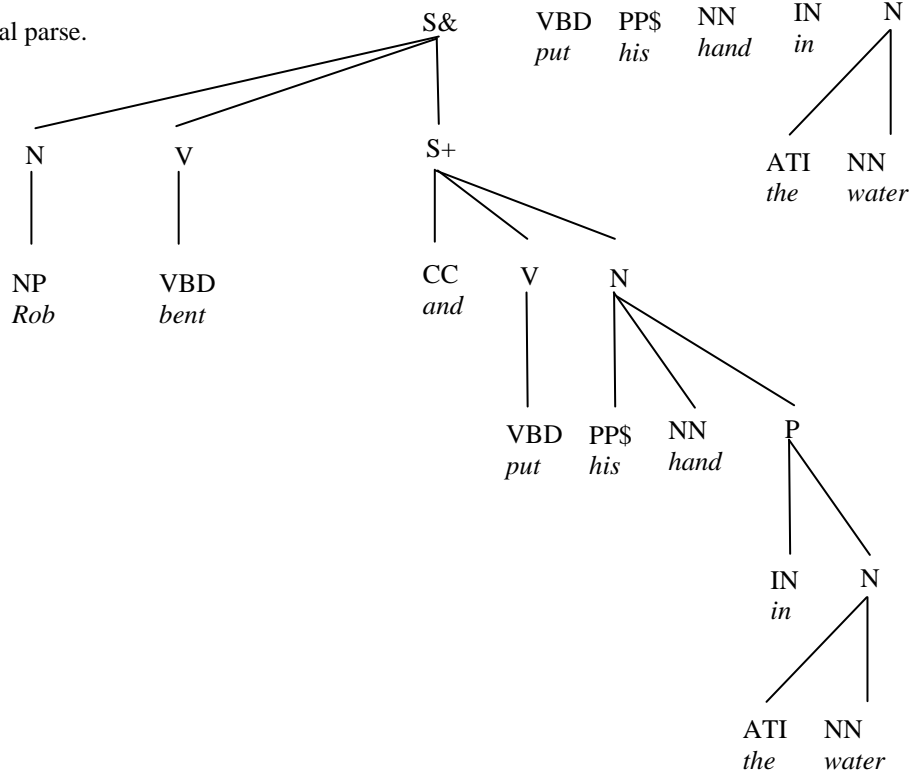 al parse.
S&
VBD PP$ NN IN N
put his hand in
ATI NN
the water
N V S+
NP VBD
Rob bent
CC V N
and
VBD PP$ NN P
put his hand
IN N
in
ATI NN
the water